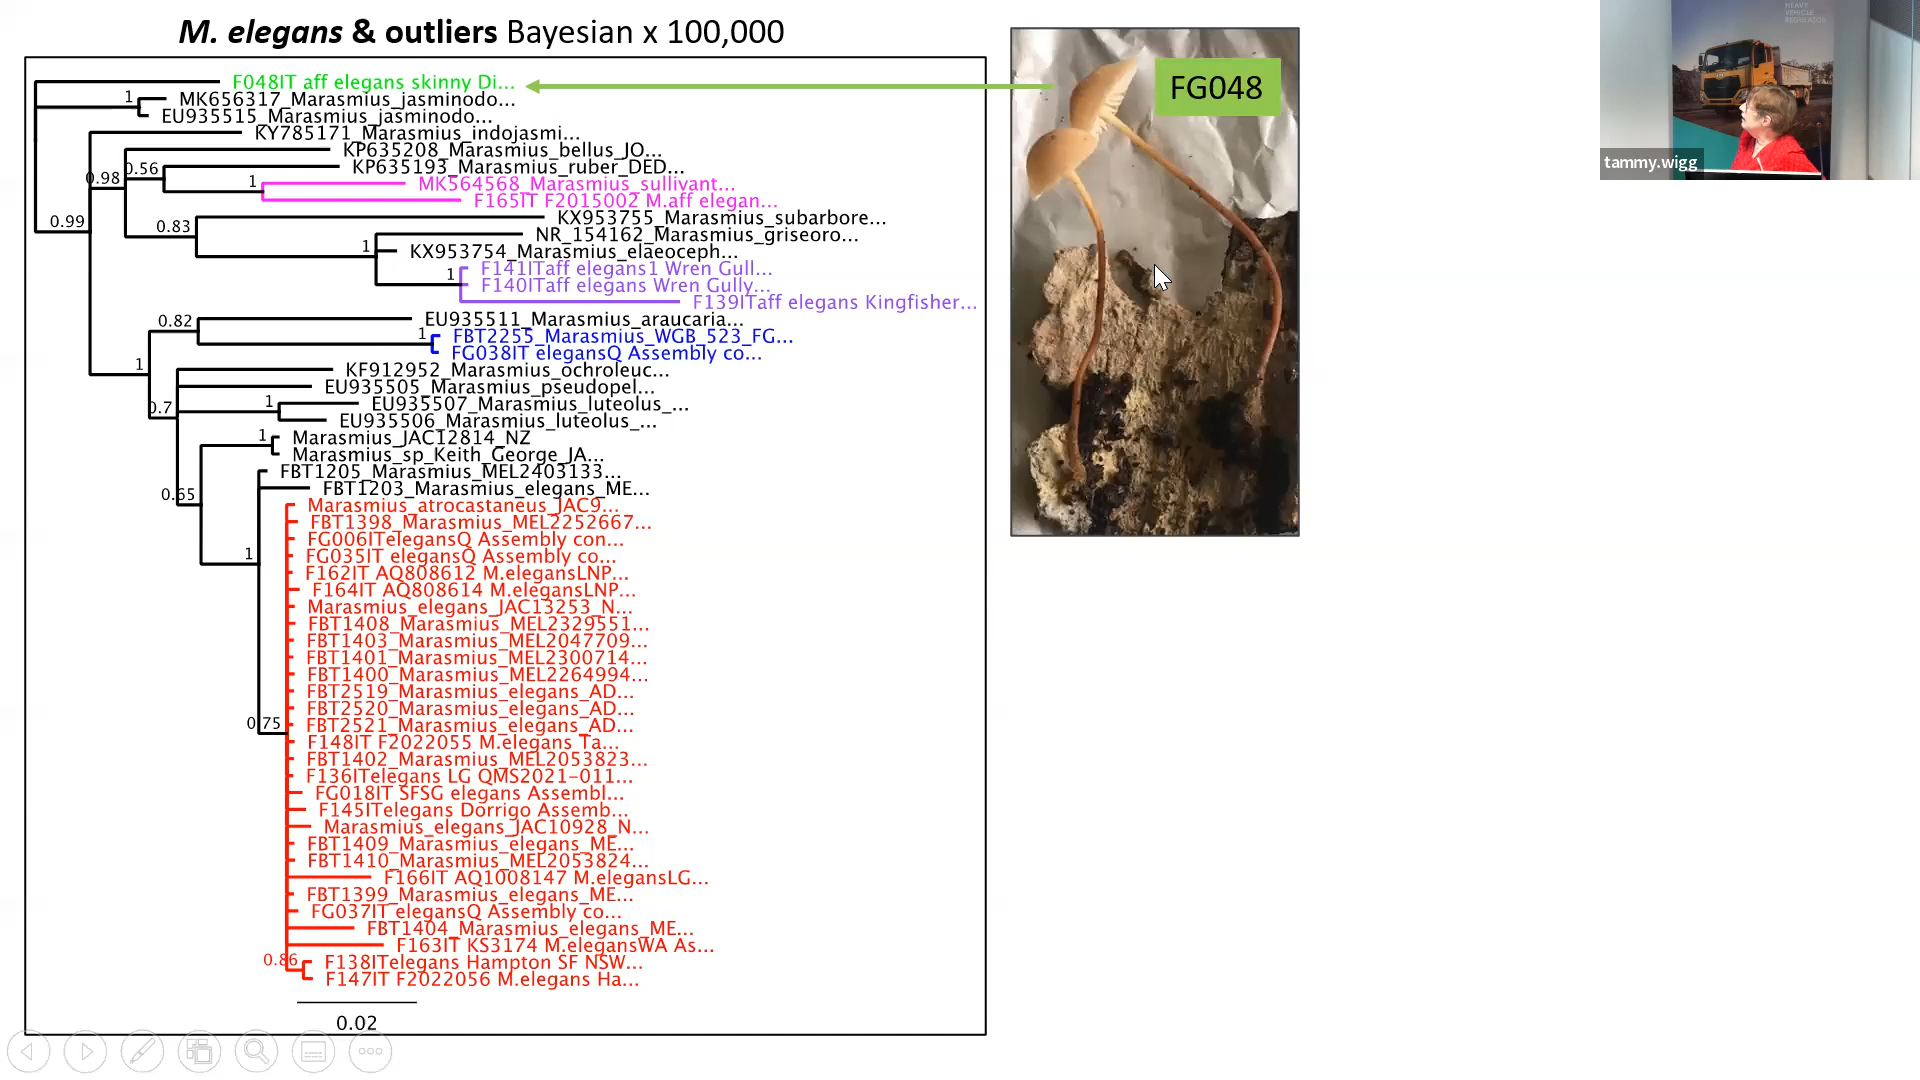 M. elegans & outliers Bayesian x 100,000
F048IT aff elegans skinny Di...
1
MK656317_Marasmius_jasminodo...
EU935515_Marasmius_jasminodo...
KY785171_Marasmius_indojasmi...
KP635208_Marasmius_bellus_JO...
0.56
KP635193_Marasmius_ruber_DED...
0.98
1
MK564568_Marasmius_sullivant...
F165IT F2015002 M.aff elegan...
0.99
0.83
KX953755_Marasmius_subarbore...
NR_154162_Marasmius_griseoro...
1
KX953754_Marasmius_elaeoceph...
1
F141ITaff elegans1 Wren Gull...
F140ITaff elegans Wren Gully...
F139ITaff elegans Kingfisher...
0.82
EU935511_Marasmius_araucaria...
1
FBT2255_Marasmius_WGB_523_FG...
FG038IT elegansQ Assembly co...
1
KF912952_Marasmius_ochroleuc...
EU935505_Marasmius_pseudopel...
0.7
1
EU935507_Marasmius_luteolus_...
EU935506_Marasmius_luteolus_...
1
Marasmius_JAC12814_NZ
Marasmius_sp_Keith_George_JA...
FBT1205_Marasmius_MEL2403133...
0.65
FBT1203_Marasmius_elegans_ME...
Marasmius_atrocastaneus_JAC9...
FBT1398_Marasmius_MEL2252667...
FG006ITelegansQ Assembly con...
1
FG035IT elegansQ Assembly co...
F162IT AQ808612 M.elegansLNP...
F164IT AQ808614 M.elegansLNP...
Marasmius_elegans_JAC13253_N...
FBT1408_Marasmius_MEL2329551...
FBT1403_Marasmius_MEL2047709...
FBT1401_Marasmius_MEL2300714...
FBT1400_Marasmius_MEL2264994...
FBT2519_Marasmius_elegans_AD...
FBT2520_Marasmius_elegans_AD...
0.75
FBT2521_Marasmius_elegans_AD...
F148IT F2022055 M.elegans Ta...
FBT1402_Marasmius_MEL2053823...
F136ITelegans LG QMS2021-011...
FG018IT SFSG elegans Assembl...
F145ITelegans Dorrigo Assemb...
Marasmius_elegans_JAC10928_N...
FBT1409_Marasmius_elegans_ME...
FBT1410_Marasmius_MEL2053824...
F166IT AQ1008147 M.elegansLG...
FBT1399_Marasmius_elegans_ME...
FG037IT elegansQ Assembly co...
FBT1404_Marasmius_elegans_ME...
F163IT KS3174 M.elegansWA As...
0.86
F138ITelegans Hampton SF NSW...
F147IT F2022056 M.elegans Ha...
0.02
FG048
HEAVY
VEHICLE
REGULATOR
tammy.wigg